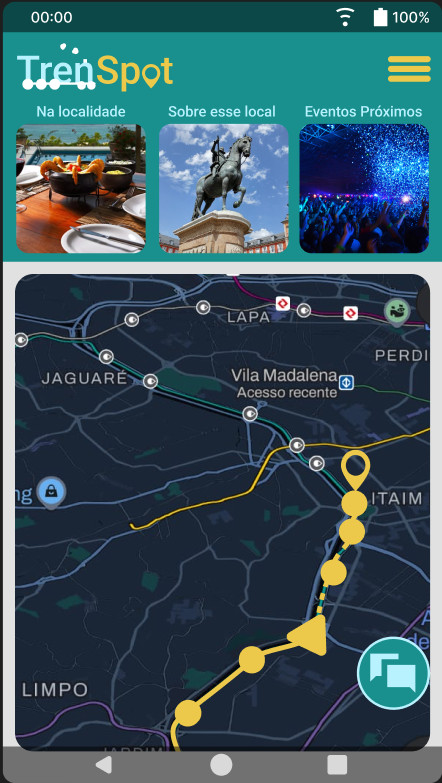 00:00
100%
TrenSpot
Na localidade
Sobre esse local
Eventos Próximos
LAPA
PERDI
JAGUARÉ
Vila Madalena
Acesso recente
ng
ITAIM
A
de
LIMPO
JARDIM